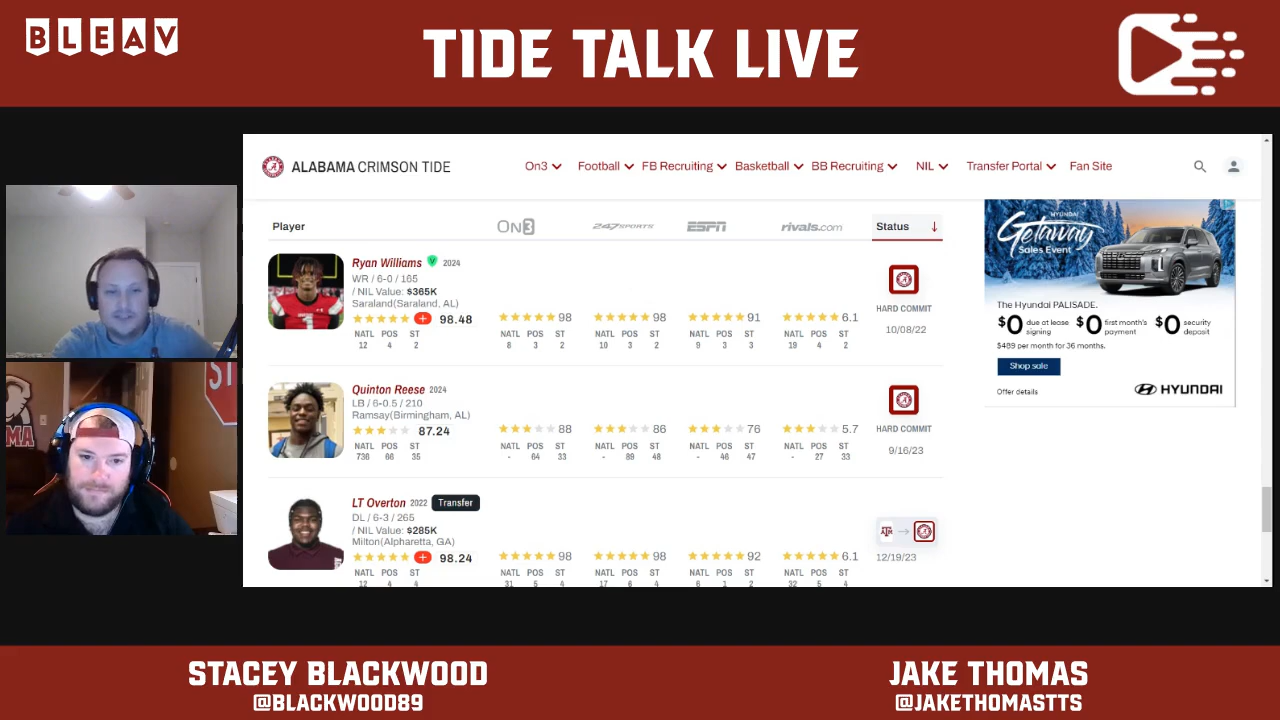 BLEAV
TIDE TALK LIVE
ALABAMA CRIMSON TIDE
On3 Football FB Recruiting Basketball BB Recruiting NIL Transfer Portal Fan Site
Player ON3 247SPORTS ESPN rivals.com Status
Ryan Williams 2024
WR / 6-0 / 165
/ NIL Value: $365K
Saraland(Saraland, AL)
98.48 98 98 91 6.1
NATL POS ST NATL POS ST NATL POS ST NATL POS ST NATL POS ST
12 4 2 8 3 2 10 3 2 9 3 3 19 4 2
HARD COMMIT
10/08/22
Quinton Reese 2024
LB / 6-0.5 / 210
Ramsay(Birmingham, AL)
87.24 88 86 76 5.7
NATL POS ST NATL POS ST NATL POS ST NATL POS ST NATL POS ST
736 66 35 - 64 33 - 89 48 - 46 47 - 27 33
HARD COMMIT
9/16/23
LT Overton 2022 Transfer
DL / 6-3 / 265
/ NIL Value: $285K
Milton(Alpharetta, GA)
98.24 98 98 92 6.1
NATL POS ST NATL POS ST NATL POS ST NATL POS ST NATL POS ST
12 4 4 31 5 4 17 6 4 6 1 2 32 5 4
ATM
12/19/23
HYUNDAI
Getaway
Sales Event
The Hyundai PALISADE.
$0 due at lease signing $0 first month's payment $0 security deposit
$489 per month for 36 months.
Shop sale
Offer details HYUNDAI
ST
MA
STACEY BLACKWOOD
@BLACKWOOD89
JAKE THOMAS
@JAKETHOMASTTS